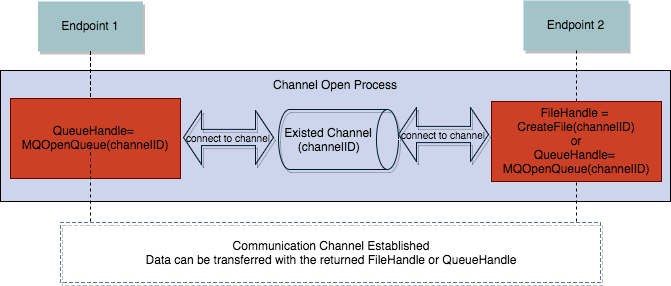 Endpoint 1
Endpoint 2
Channel Open Process
QueueHandle=
MQOpenQueue(channelID)
connect to channel
Existed Channel
(channelID)
connect to channel
FileHandle =
CreateFile(channelID)
or
QueueHandle=
MQOpenQueue(channelID)
Communication Channel Established
Data can be transferred with the returned FileHandle or QueueHandle